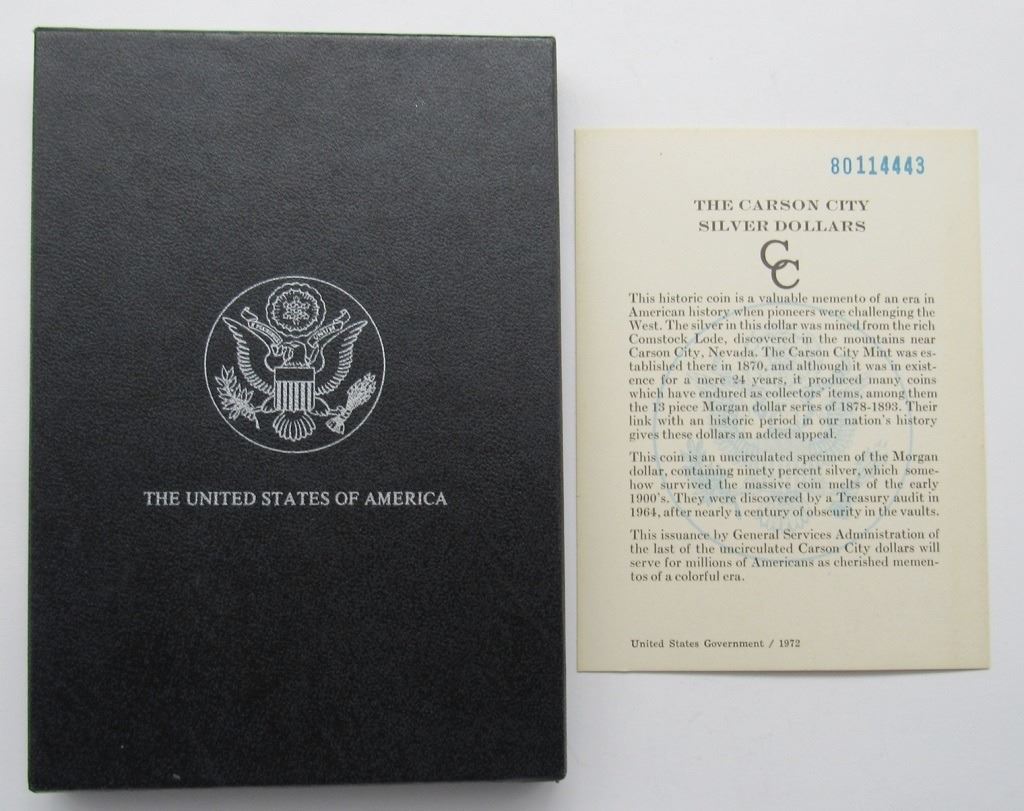 THE UNITED STATES OF AMERICA
80114443
THE CARSON CITY
SILVER DOLLARS
CC
This historic coin is a valuable memento of an era in
American history when pioneers were challenging the
West. The silver in this dollar was mined from the rich
Comstock Lode, discovered in the mountains near
Carson City, Nevada. The Carson City Mint was es-
tablished there in 1870, and although it was in exist-
ence for a mere 24 years, it produced many coins
which have endured as collectors' items, among them
the 13 piece Morgan dollar series of 1878-1893. Their
link with an historic period in our nation's history
gives these dollars an added appeal.
This coin is an uncirculated specimen of the Morgan
dollar, containing ninety percent silver, which some-
how survived the massive coin melts of the early
1900's. They were discovered by a Treasury audit in
1964, after nearly a century of obscurity in the vaults.
This issuance by General Services Administration of
the last of the uncirculated Carson City dollars will
serve for millions of Americans as cherished memen-
tos of a colorful era.
United States Government / 1972